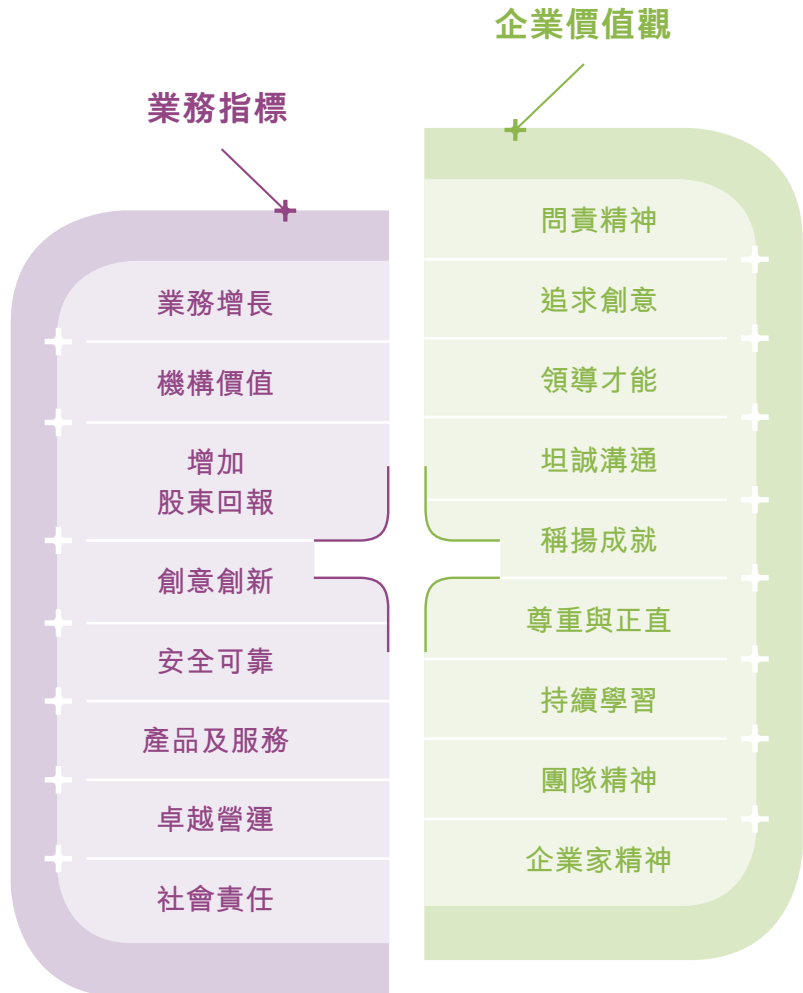 業務指標
業務增長
機構價值
增加
股東回報
創意創新
安全可靠
產品及服務
卓越營運
社會責任
企業價值觀
問責精神
追求創意
領導才能
坦誠溝通
稱揚成就
尊重與正直
持續學習
團隊精神
企業家精神